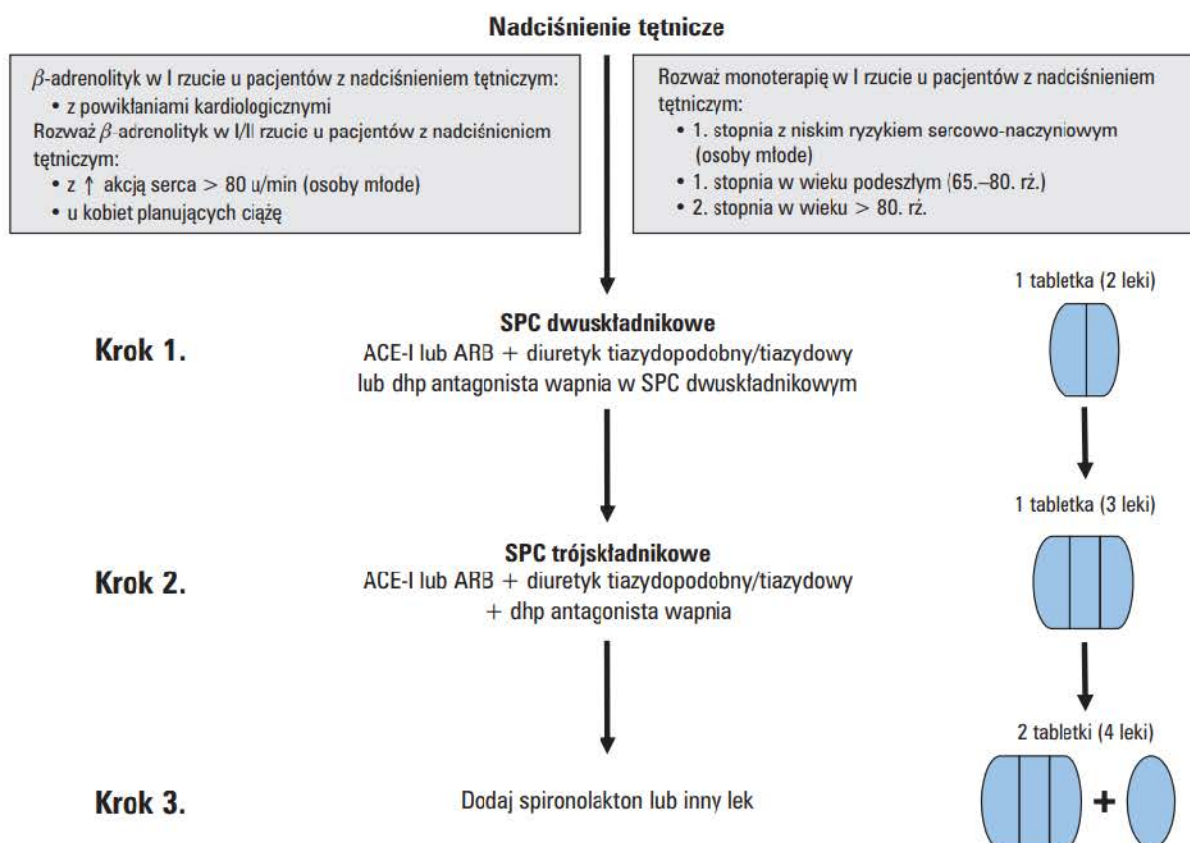 Nadciśnienie tętnicze
β-adrenolityk w I rzucie u pacjentów z nadciśnieniem tętniczym:
• z powikłaniami kardiologicznymi
Rozważ β-adrenolityk w I/II rzucie u pacjentów z nadciśnieniem
tętniczym:
• z ↑ akcją serca > 80 u/min (osoby młode)
• u kobiet planujących ciążę
Rozważ monoterapię w I rzucie u pacjentów z nadciśnieniem
tętniczym:
• 1. stopnia z niskim ryzykiem sercowo-naczyniowym
(osoby młode)
• 1. stopnia w wieku podeszłym (65.–80. rż.)
• 2. stopnia w wieku > 80. rż.
Krok 1.
SPC dwuskładnikowe
ACE-I lub ARB + diuretyk tiazydopodobny/tiazydowy
lub dhp antagonista wapnia w SPC dwuskładnikowym
1 tabletka (2 leki)
Krok 2.
SPC trójskładnikowe
ACE-I lub ARB + diuretyk tiazydopodobny/tiazydowy
+ dhp antagonista wapnia
1 tabletka (3 leki)
Krok 3.
Dodaj spironolakton lub inny lek
2 tabletki (4 leki)
+